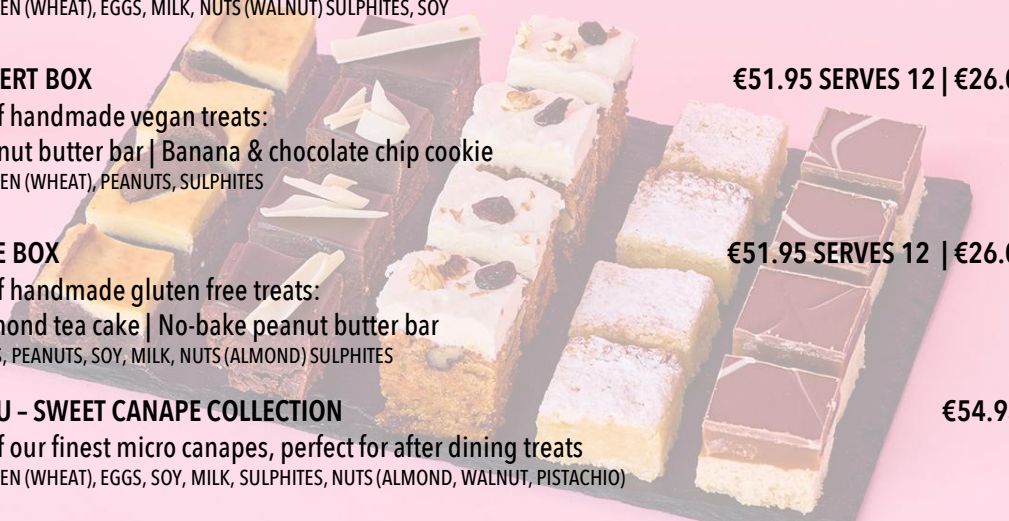 EN (WHEAT), EGGS, MILK, NUTS (WALNUT) SULPHITES, SOY
ERT BOX €51.95 SERVES 12 | €26.0
f handmade vegan treats:
nut butter bar | Banana & chocolate chip cookie
EN (WHEAT), PEANUTS, SULPHITES
E BOX €51.95 SERVES 12 | €26.0
f handmade gluten free treats:
mond tea cake | No-bake peanut butter bar
S, PEANUTS, SOY, MILK, NUTS (ALMOND) SULPHITES
U – SWEET CANAPE COLLECTION €54.9
f our finest micro canapes, perfect for after dining treats
EN (WHEAT), EGGS, SOY, MILK, SULPHITES, NUTS (ALMOND, WALNUT, PISTACHIO)